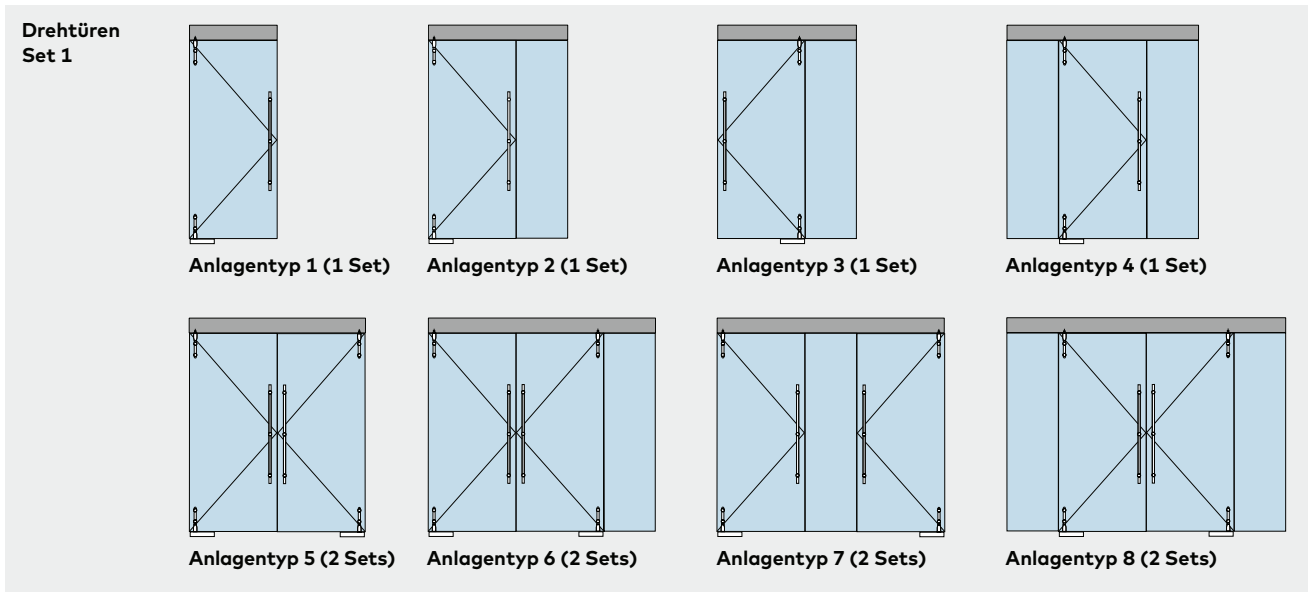 Drehtüren
Set 1
Anlagentyp 1 (1 Set)
Anlagentyp 2 (1 Set)
Anlagentyp 3 (1 Set)
Anlagentyp 4 (1 Set)
Anlagentyp 5 (2 Sets)
Anlagentyp 6 (2 Sets)
Anlagentyp 7 (2 Sets)
Anlagentyp 8 (2 Sets)